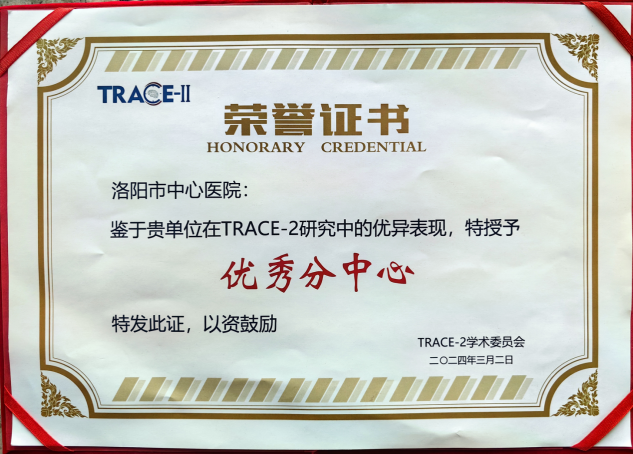 TRACE-II
荣誉证书
HONORARY CREDENTIAL
洛阳市中心医院：
鉴于贵单位在TRACE-2研究中的优异表现，特授予
优秀分中心
特发此证，以资鼓励
TRACE-2学术委员会
二〇二四年三月二日